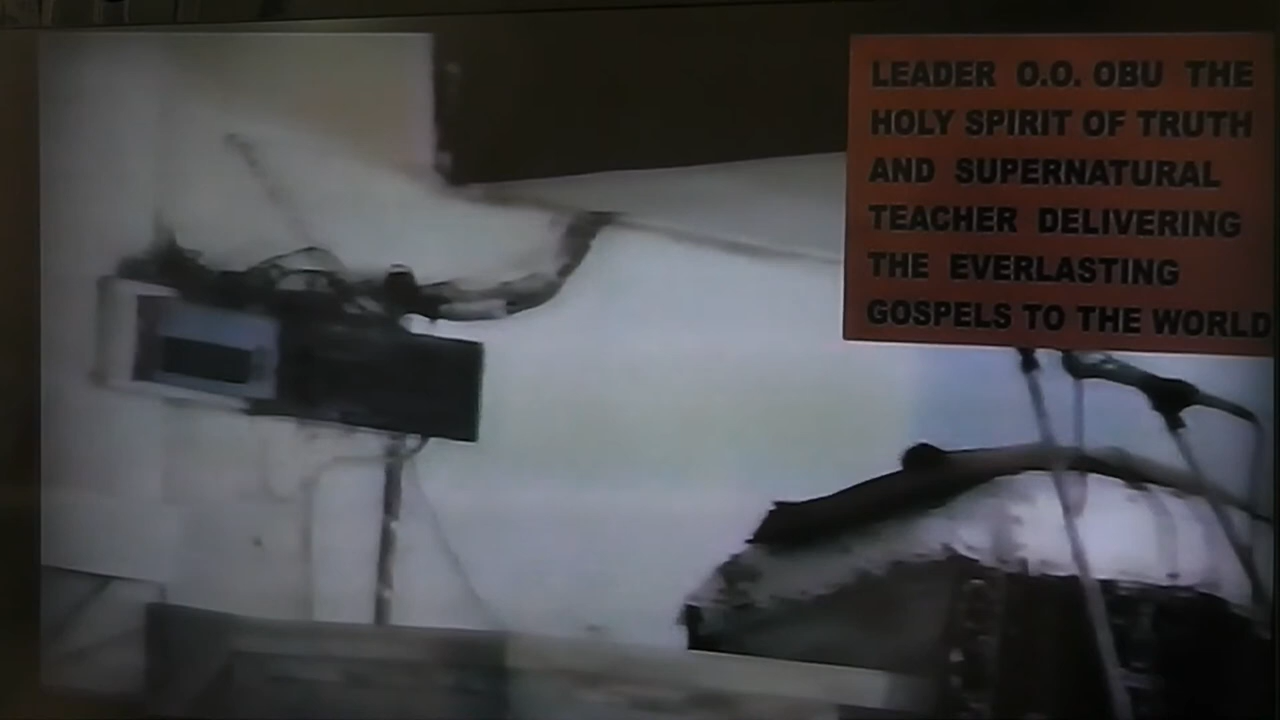 LEADER O.O. OBU THE
HOLY SPIRIT OF TRUTH
AND SUPERNATURAL
TEACHER DELIVERING
THE EVERLASTING
GOSPELS TO THE WORLD